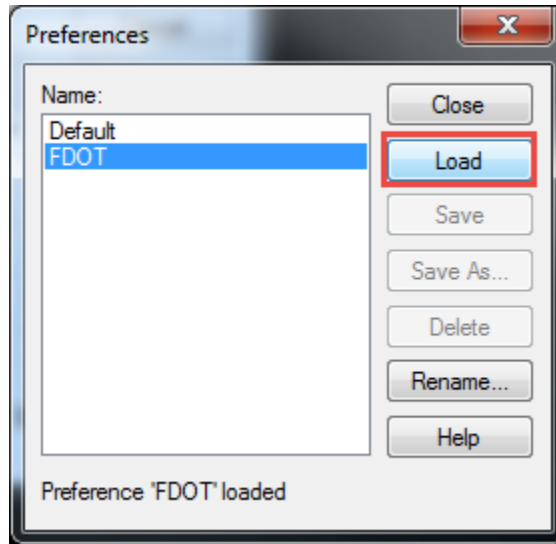 Preferences
x
Name:
Default
FDOT
Close
Load
Save
Save As...
Delete
Rename...
Help
Preference 'FDOT' loaded